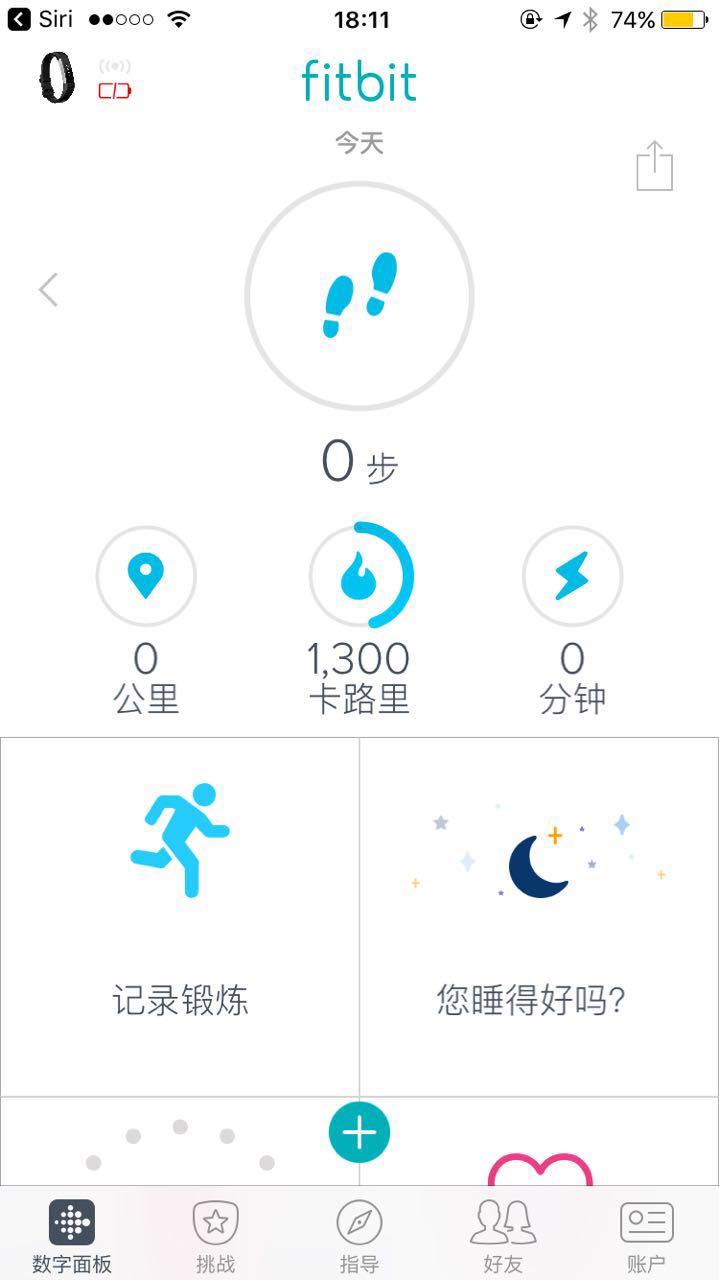 Siri 18:11 74%
fitbit
今天
0 步
0 1,300 0
公里 卡路里 分钟
记录锻炼 您睡得好吗?
数字面板 挑战 指导 好友 账户